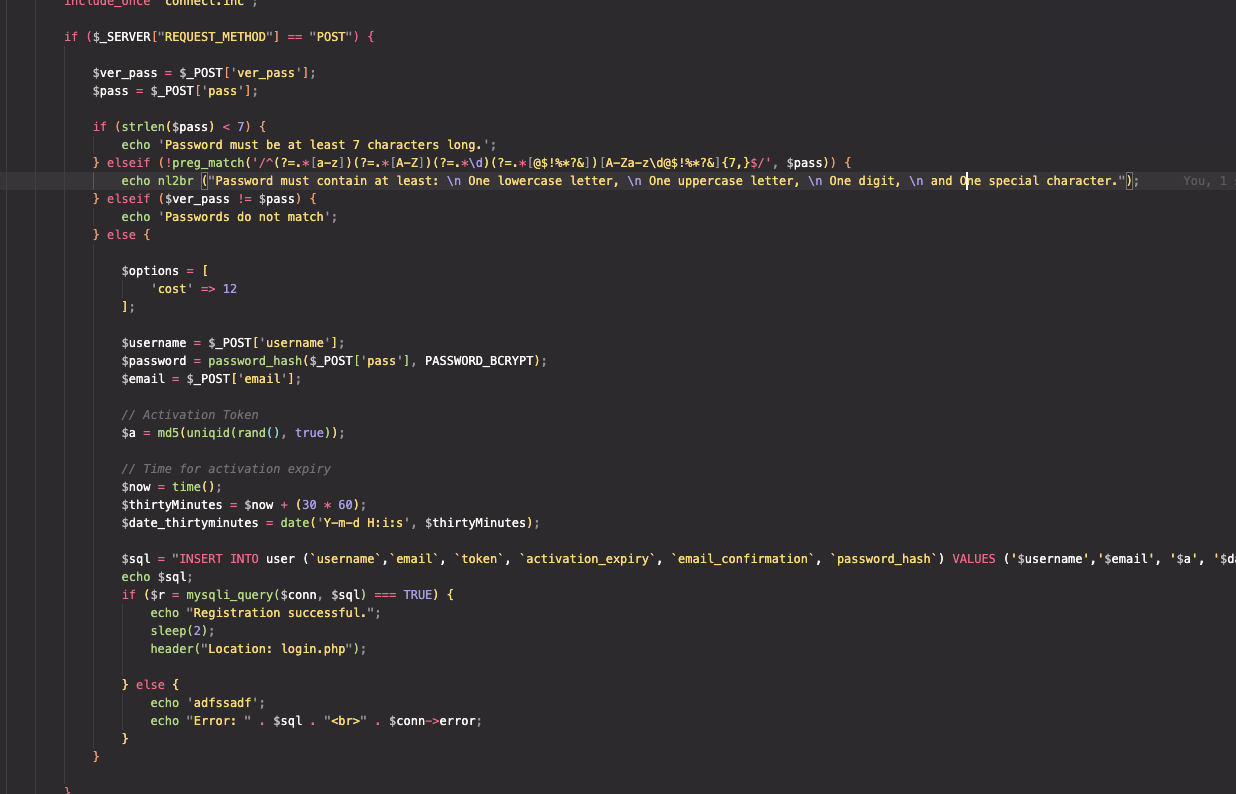 include_once 'connect.inc';
if ($_SERVER["REQUEST_METHOD"] == "POST") {
$ver_pass = $_POST['ver_pass'];
$pass = $_POST['pass'];
if (strlen($pass) < 7) {
echo 'Password must be at least 7 characters long.';
} elseif (!preg_match('/^(?=.*[a-z])(?=.*[A-Z])(?=.*\d)(?=.*[@$!%*?&])[A-Za-z\d@$!%*?&]{7,}$/', $pass)) {
echo nl2br ("Password must contain at least: \n One lowercase letter, \n One uppercase letter, \n One digit, \n and One special character."); You, 1
} elseif ($ver_pass != $pass) {
echo 'Passwords do not match';
} else {
$options = [
'cost' => 12
];
$username = $_POST['username'];
$password = password_hash($_POST['pass'], PASSWORD_BCRYPT);
$email = $_POST['email'];
// Activation Token
$a = md5(uniqid(rand(), true));
// Time for activation expiry
$now = time();
$thirtyMinutes = $now + (30 * 60);
$date_thirtyminutes = date('Y-m-d H:i:s', $thirtyMinutes);
$sql = "INSERT INTO user (`username`,`email`, `token`, `activation_expiry`, `email_confirmation`, `password_hash`) VALUES ('$username','$email', '$a', '$da
echo $sql;
if ($r = mysqli_query($conn, $sql) === TRUE) {
echo "Registration successful.";
sleep(2);
header("Location: login.php");
} else {
echo 'adfssadf';
echo "Error: " . $sql . "<br>" . $conn->error;
}
}
}